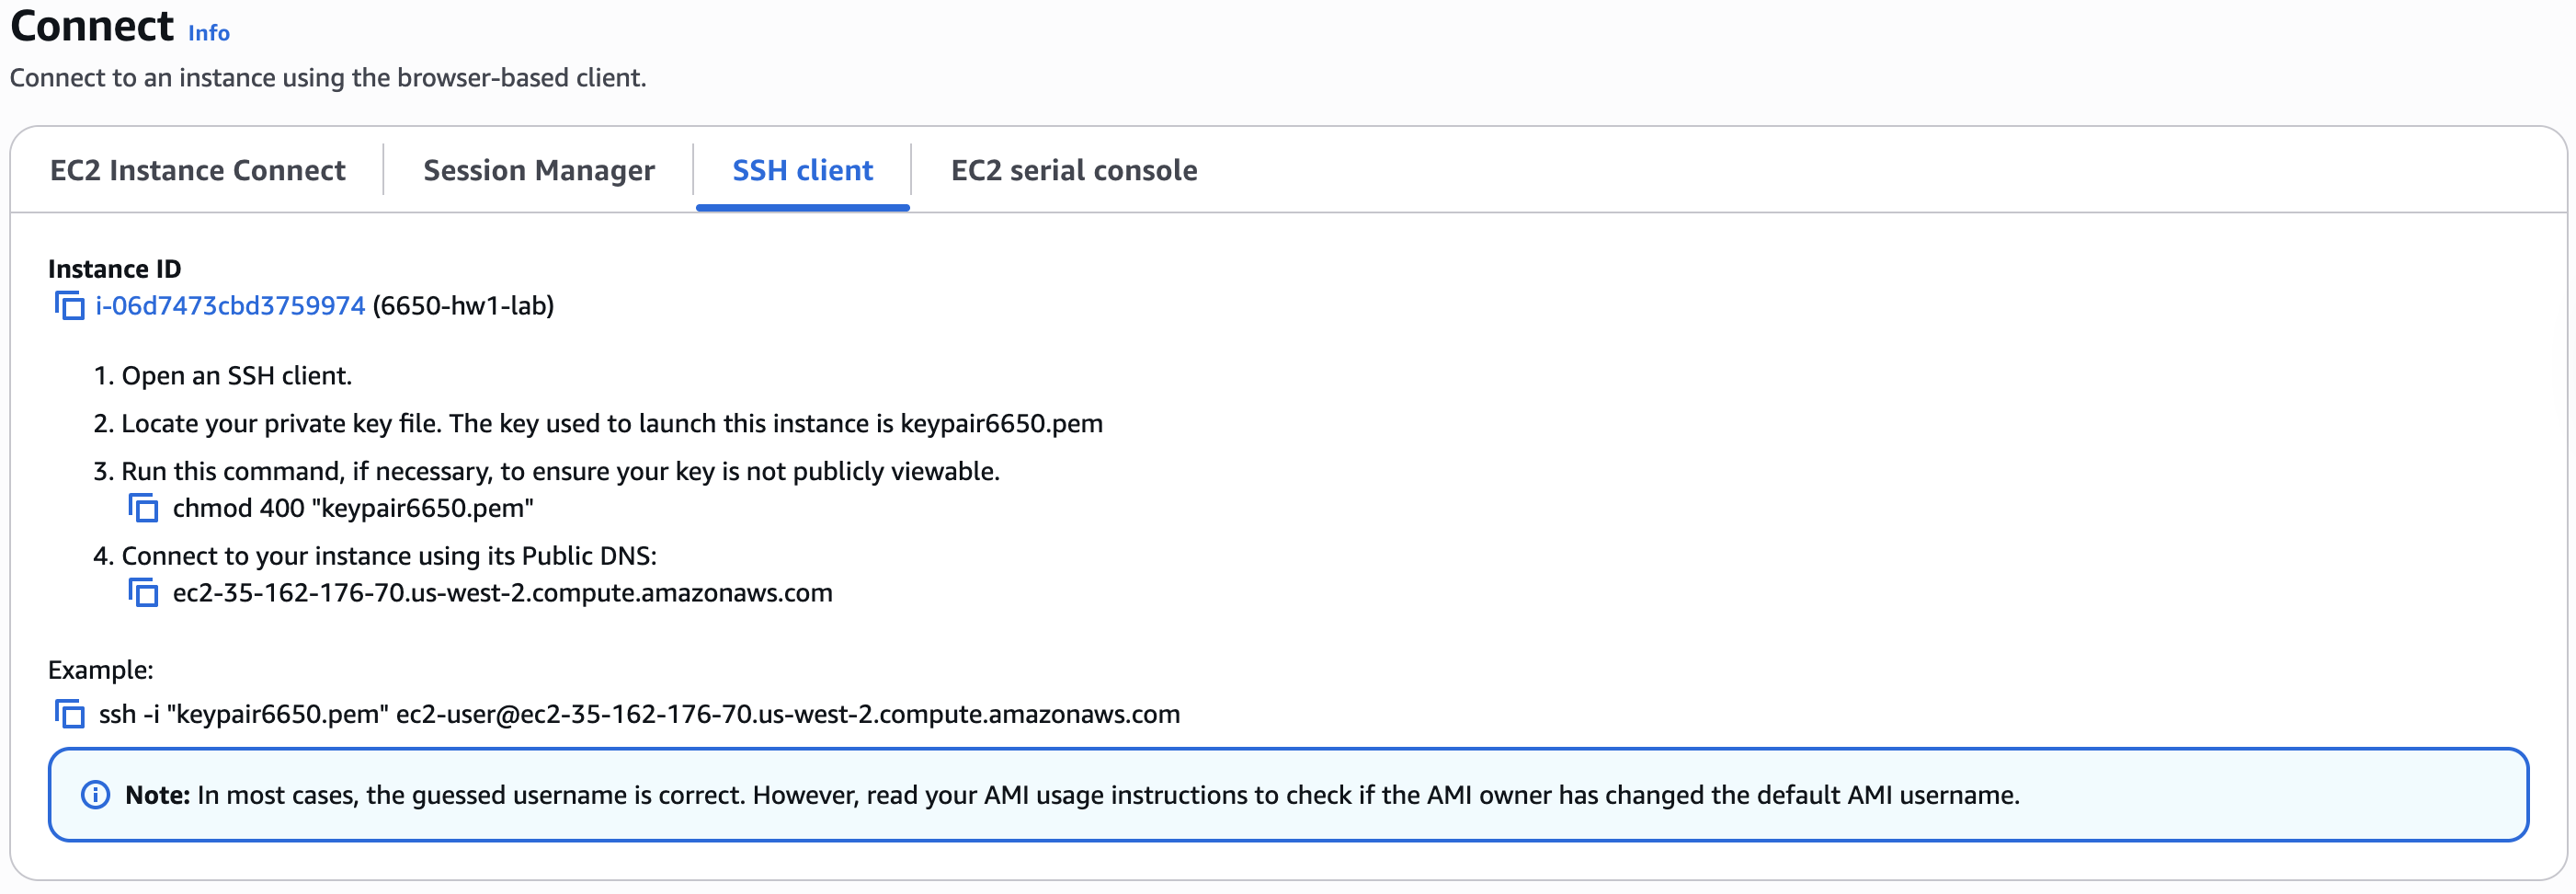 Connect Info
Connect to an instance using the browser-based client.
EC2 Instance Connect
Session Manager
SSH client
EC2 serial console
Instance ID
i-06d7473cbd3759974 (6650-hw1-lab)
1. Open an SSH client.
2. Locate your private key file. The key used to launch this instance is keypair6650.pem
3. Run this command, if necessary, to ensure your key is not publicly viewable.
chmod 400 "keypair6650.pem"
4. Connect to your instance using its Public DNS:
ec2-35-162-176-70.us-west-2.compute.amazonaws.com
Example:
ssh -i "keypair6650.pem" ec2-user@ec2-35-162-176-70.us-west-2.compute.amazonaws.com
Note: In most cases, the guessed username is correct. However, read your AMI usage instructions to check if the AMI owner has changed the default AMI username.